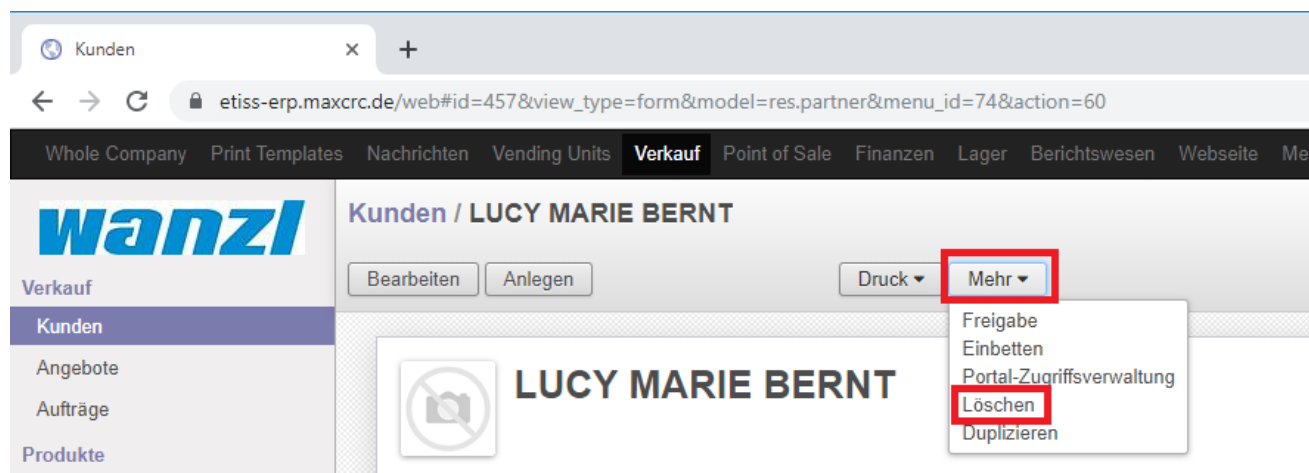 Kunden
etiss-erp.maxcrc.de/web#id=457&view_type=form&model=res.partner&menu_id=74&action=60
Whole Company Print Templates Nachrichten Vending Units Verkauf Point of Sale Finanzen Lager Berichtswesen Webseite Me
wanzl
Kunden / LUCY MARIE BERNT
Bearbeiten Anlegen Druck Mehr
Verkauf
Kunden
Angebote
Aufträge
Produkte
Freigabe
Einbetten
Portal-Zugriffsverwaltung
Löschen
Duplizieren
LUCY MARIE BERNT